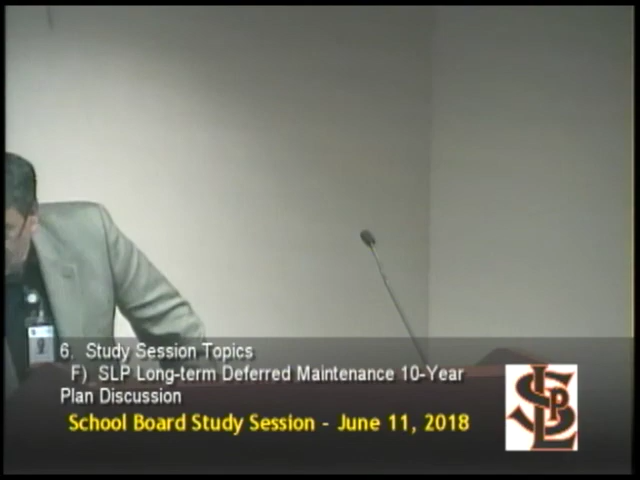 6. Study Session Topics
F) SLP Long-term Deferred Maintenance 10-Year
Plan Discussion
School Board Study Session - June 11, 2018
SLP